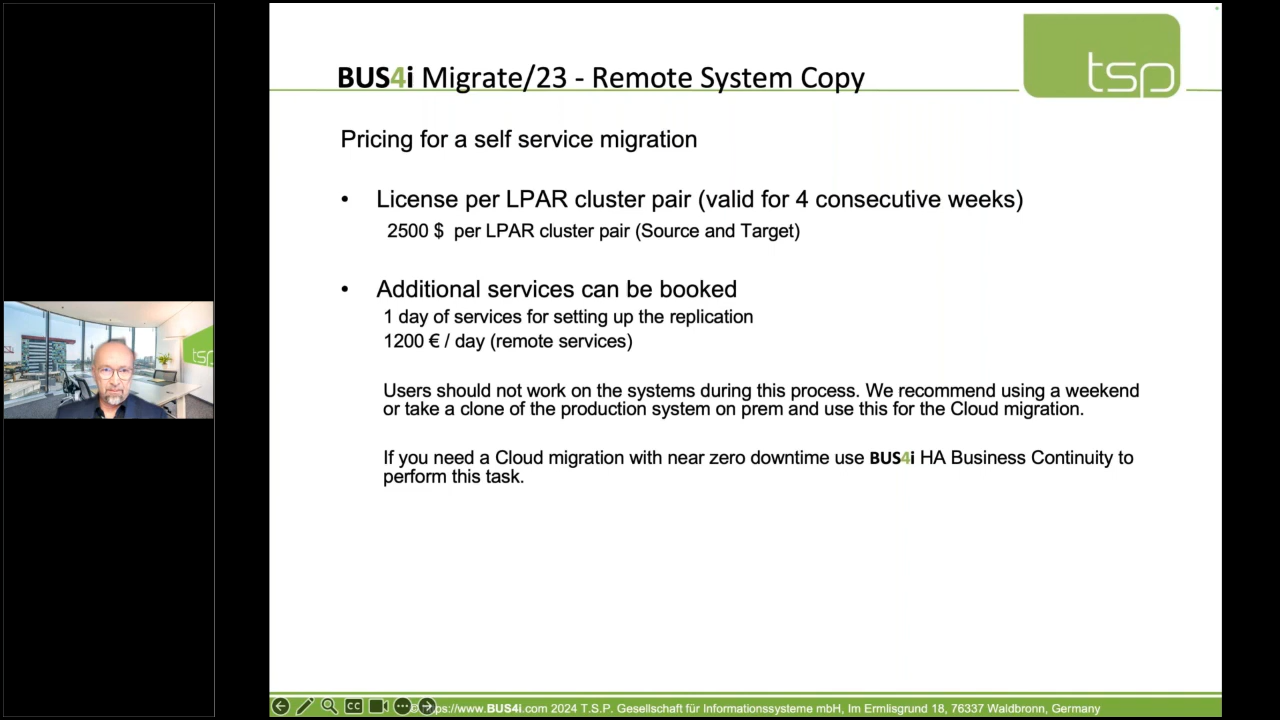 BUS4i Migrate/23 - Remote System Copy
tsp
Pricing for a self service migration
• License per LPAR cluster pair (valid for 4 consecutive weeks)
2500 $ per LPAR cluster pair (Source and Target)
• Additional services can be booked
1 day of services for setting up the replication
1200 € / day (remote services)
Users should not work on the systems during this process. We recommend using a weekend
or take a clone of the production system on prem and use this for the Cloud migration.
If you need a Cloud migration with near zero downtime use BUS4i HA Business Continuity to
perform this task.
tsp
CC
©
ps://www.BUS4i.com 2024 T.S.P. Gesellschaft für Informationssysteme mbH, Im Ermlisgrund 18, 76337 Waldbronn, Germany